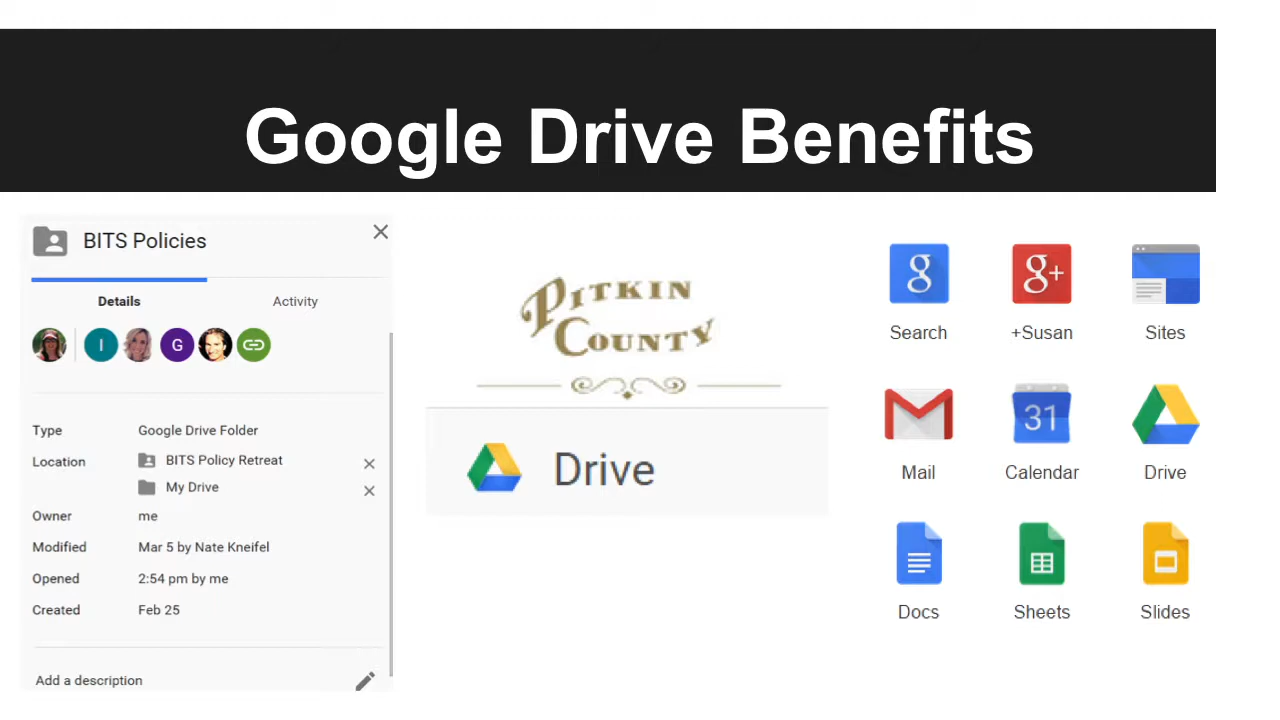 Google Drive Benefits
BITS Policies
Details Activity
I G
Type Google Drive Folder
Location BITS Policy Retreat
My Drive
Owner me
Modified Mar 5 by Nate Kneifel
Opened 2:54 pm by me
Created Feb 25
Add a description
PITKIN
COUNTY
Drive
g g+
Search +Susan Sites
31
Mail Calendar Drive
Docs Sheets Slides